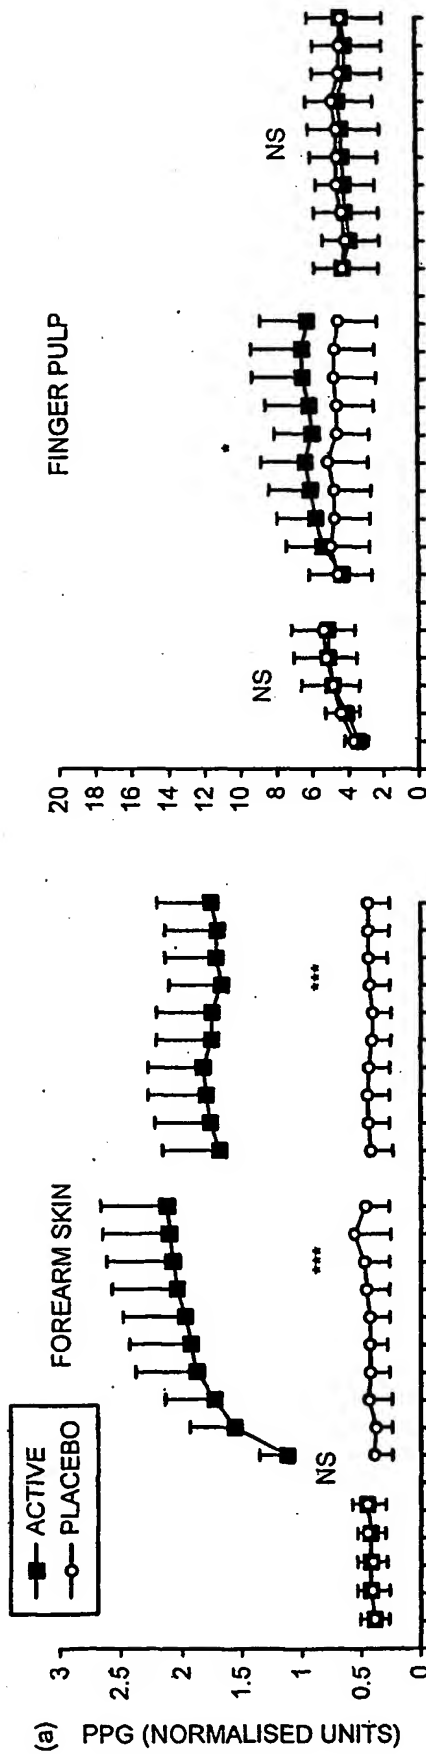 (a)
PPG (NORMALISED UNITS)
3
2.5
2
1.5
1
0.5
0
ACTIVE
PLACEBO
FOREARM SKIN
NS
***
***
20
18
16
14
12
10
8
6
4
2
0
FINGER PULP
NS
*
NS